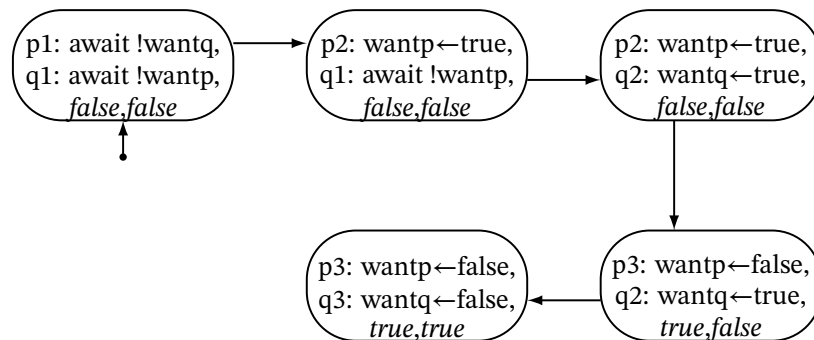 p1: await !wantq,
q1: await !wantp,
false,false
p2: wantp←true,
q1: await !wantp,
false,false
p2: wantp←true,
q2: wantq←true,
false,false
p3: wantp←false,
q3: wantq←false,
true,true
p3: wantp←false,
q2: wantq←true,
true,false